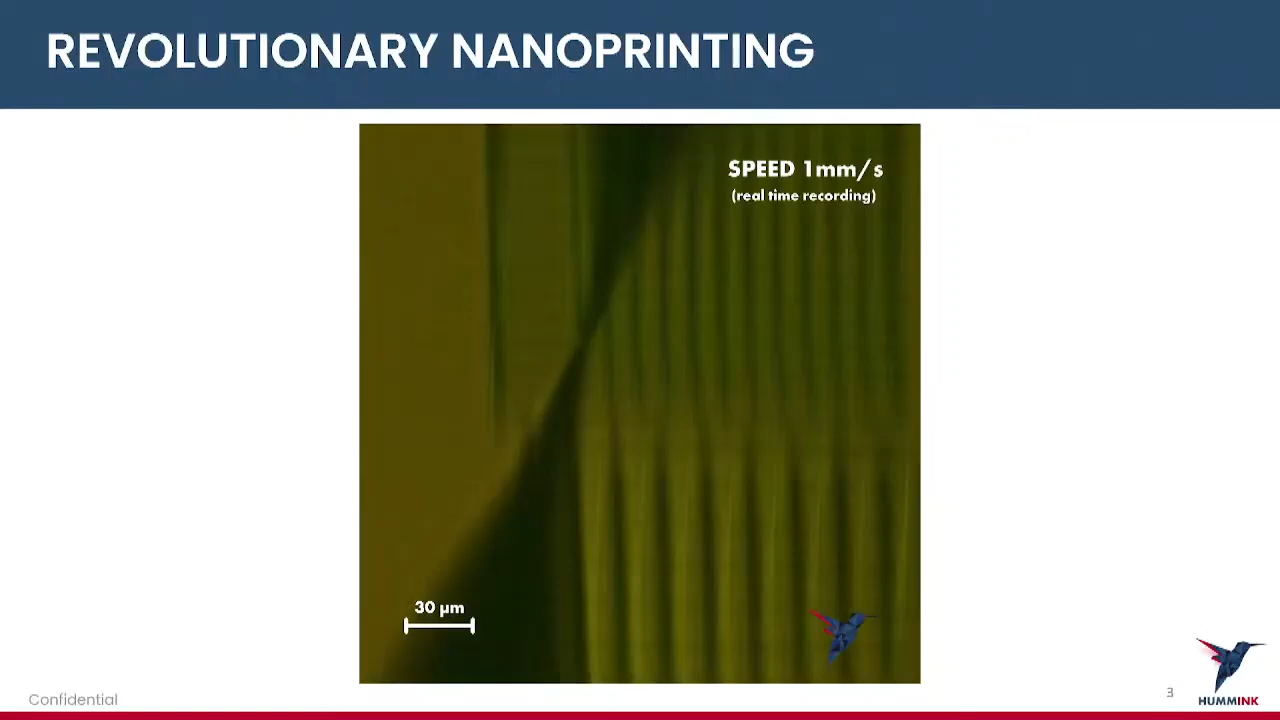 REVOLUTIONARY NANOPRINTING
SPEED 1mm/s
(real time recording)
30 µm
Confidential
3
HUMMINK